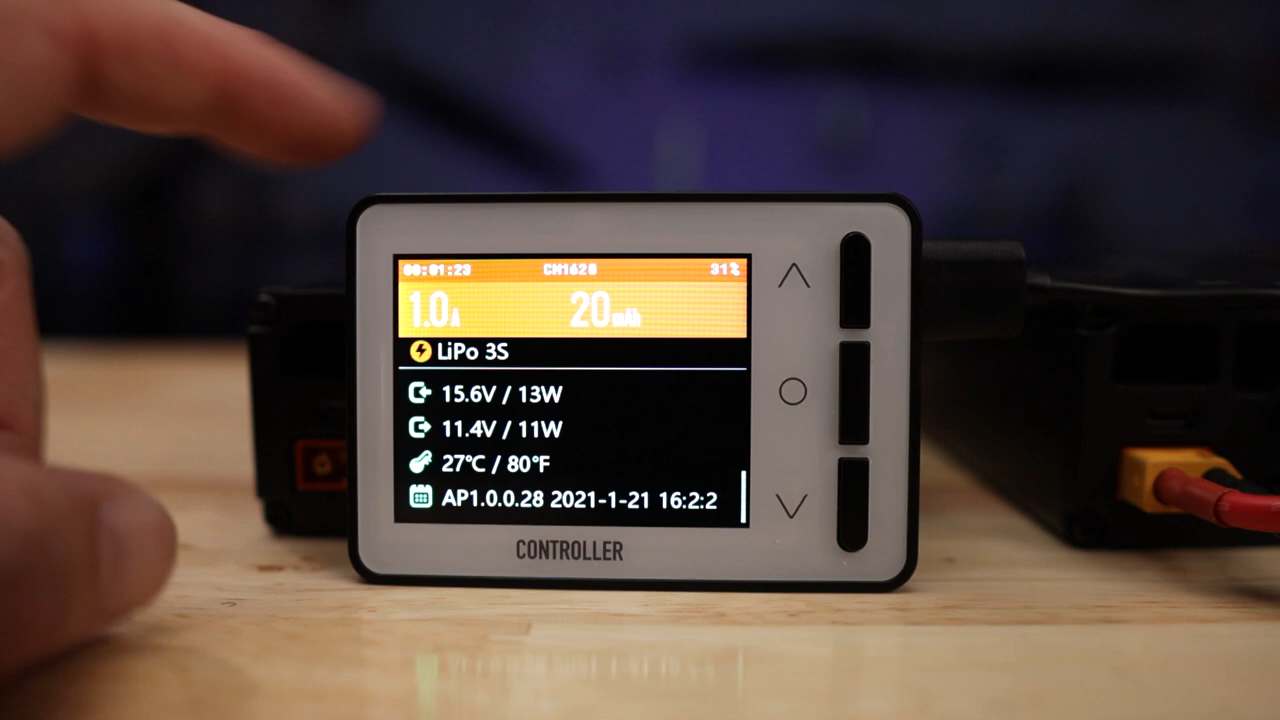 00:01:23 CH1620 31%
1.0A 20mAh
LiPo 3S
15.6V / 13W
11.4V / 11W
27℃ / 80℉
AP1.0.0.28 2021-1-21 16:2:2
CONTROLLER